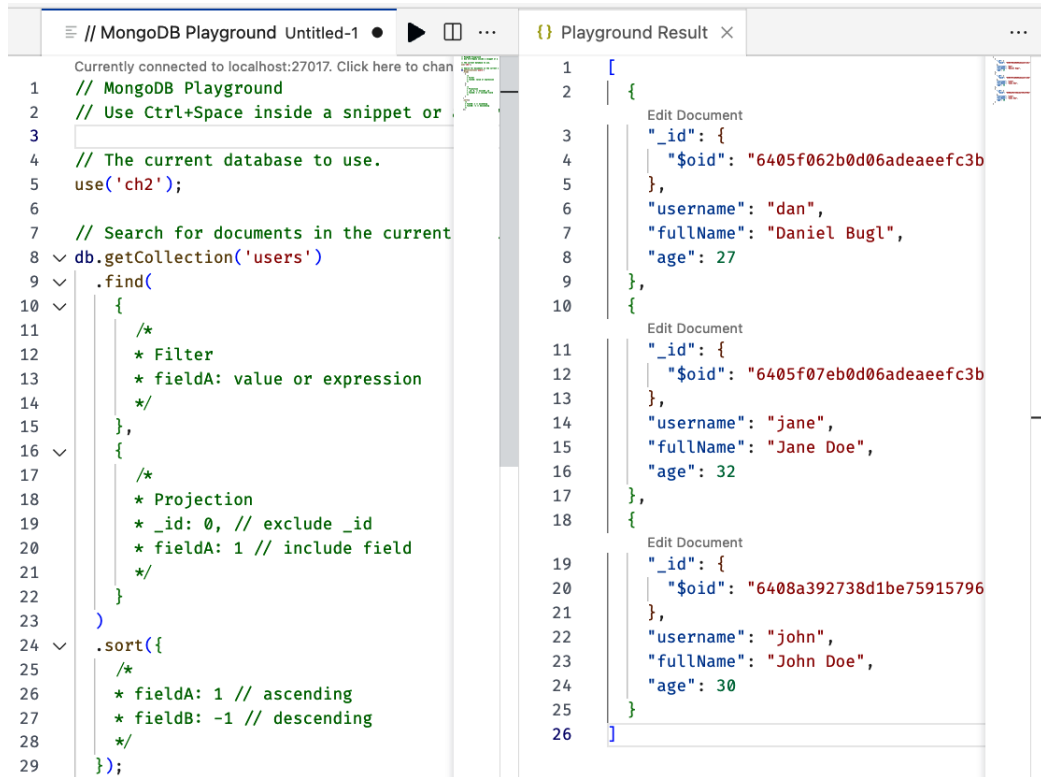 // MongoDB Playground Untitled-1
Currently connected to localhost:27017. Click here to chan
1 // MongoDB Playground
2 // Use Ctrl+Space inside a snippet or
3
4 // The current database to use.
5 use('ch2');
6
7 // Search for documents in the current
8 db.getCollection('users')
9 .find(
10 {
11 /*
12 * Filter
13 * fieldA: value or expression
14 */
15 },
16 {
17 /*
18 * Projection
19 * _id: 0, // exclude _id
20 * fieldA: 1 // include field
21 */
22 }
23 )
24 .sort({
25 /*
26 * fieldA: 1 // ascending
27 * fieldB: -1 // descending
28 */
29 });
{} Playground Result
1 [
2 {
Edit Document
3 "_id": {
4 "$oid": "6405f062b0d06adeaeefc3b
5 },
6 "username": "dan",
7 "fullName": "Daniel Bugl",
8 "age": 27
9 },
10 {
Edit Document
11 "_id": {
12 "$oid": "6405f07eb0d06adeaeefc3b
13 },
14 "username": "jane",
15 "fullName": "Jane Doe",
16 "age": 32
17 },
18 {
Edit Document
19 "_id": {
20 "$oid": "6408a392738d1be75915796
21 },
22 "username": "john",
23 "fullName": "John Doe",
24 "age": 30
25 }
26 ]